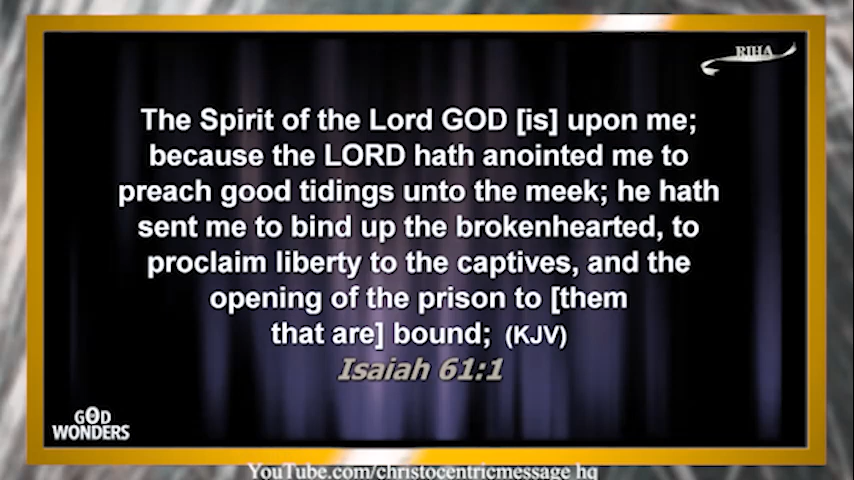 RIHA
The Spirit of the Lord GOD [is] upon me;
because the LORD hath anointed me to
preach good tidings unto the meek; he hath
sent me to bind up the brokenhearted, to
proclaim liberty to the captives, and the
opening of the prison to [them
that are] bound; (KJV)
Isaiah 61:1
GOD
WONDERS
YouTube.com/christocentricmessage hq